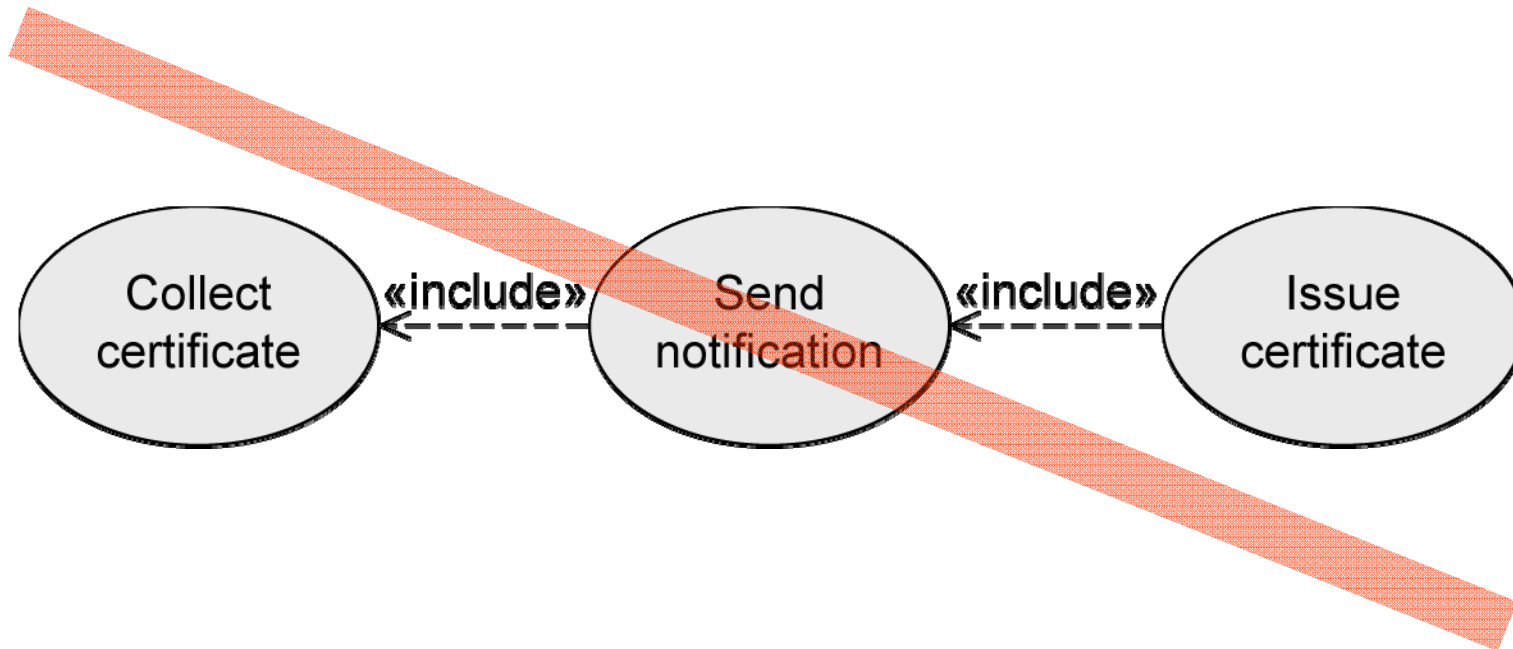 Collect
certificate
«include»
Send
notification
«include»
Issue
certificate